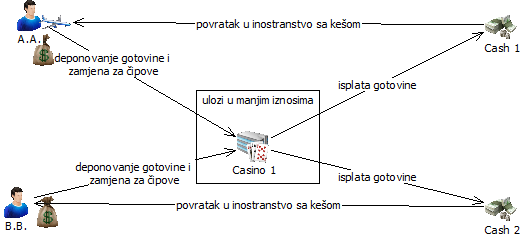 povratak u inostranstvo sa kešom
A.A.
Cash 1
deponovanje gotovine i
zamjena za čipove
isplata gotovine
ulozi u manjim iznosima
Casino 1
deponovanje gotovine i
zamjena za čipove
isplata gotovine
povratak u inostranstvo sa kešom
B.B.
Cash 2